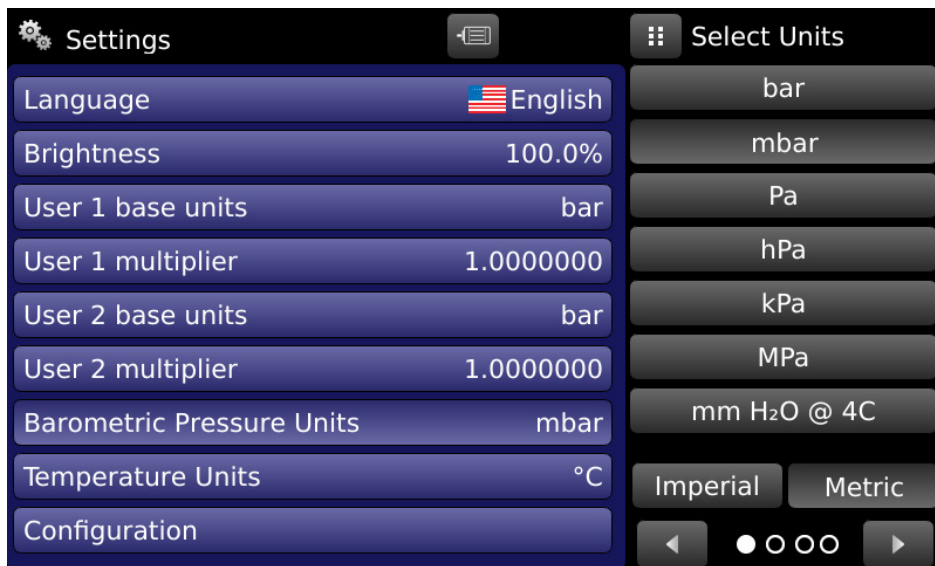 Settings
Language English
Brightness 100.0%
User 1 base units bar
User 1 multiplier 1.0000000
User 2 base units bar
User 2 multiplier 1.0000000
Barometric Pressure Units mbar
Temperature Units °C
Configuration
Select Units
bar
mbar
Pa
hPa
kPa
MPa
mm H₂O @ 4C
Imperial Metric